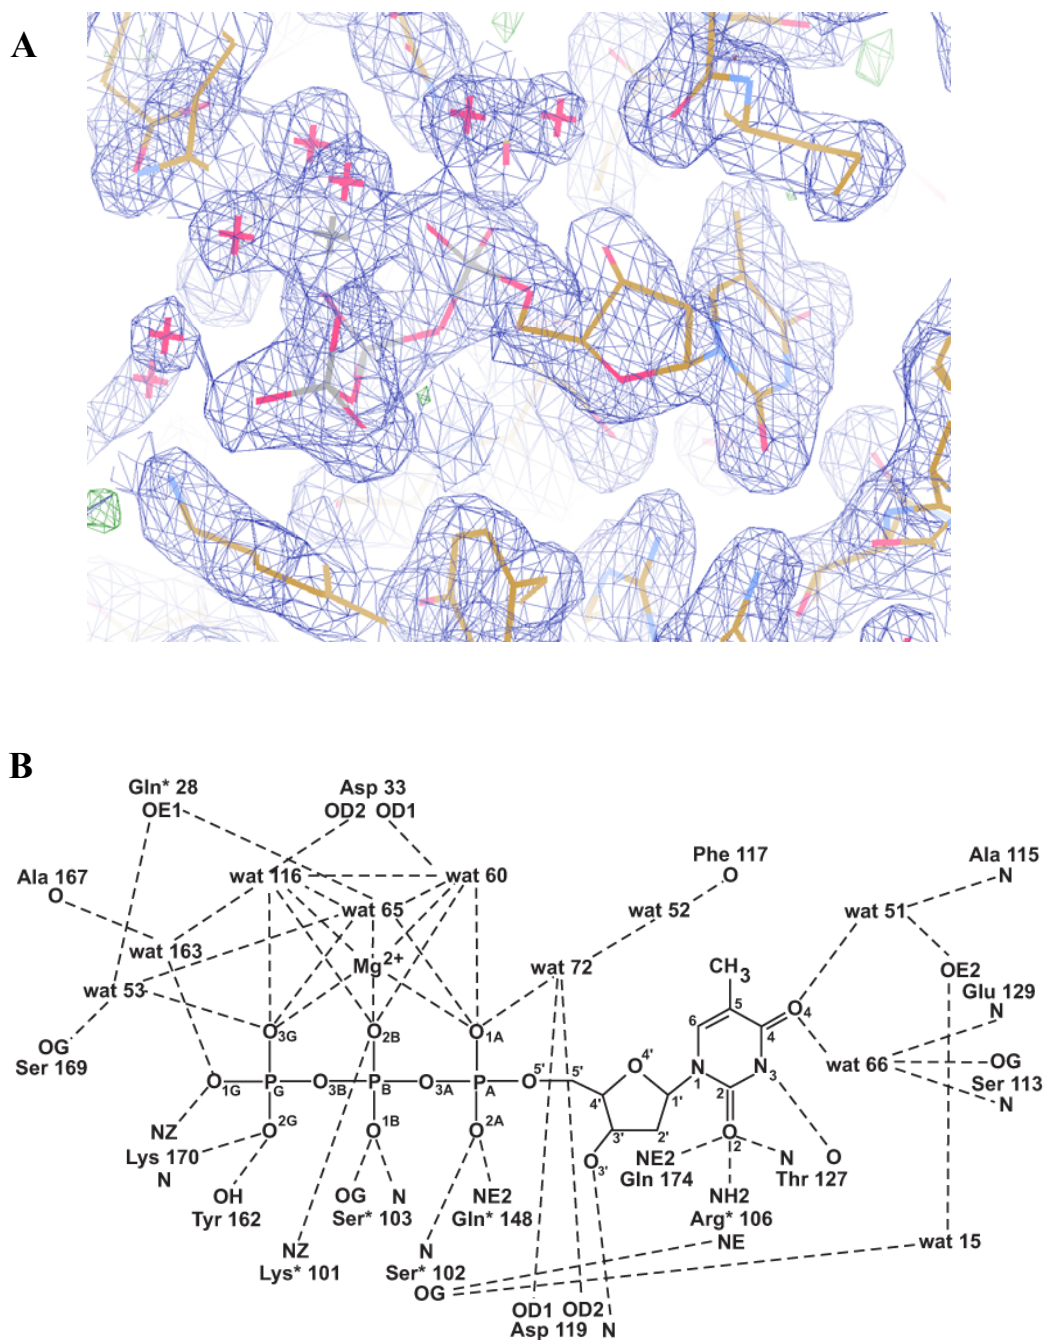 A
B
Gln* 28
OE1
Asp 33
OD2 OD1
Phe 117
O
Ala 115
N
Ala 167
O
wat 116
wat 60
wat 65
wat 52
wat 51
wat 163
Mg2+
wat 72
CH3
OE2
Glu 129
N
wat 53
OG
Ser 169
O3G
O2B
O1A
6
5
4
O4
wat 66
OG
Ser 113
N
O1G
P G
O3B
P B
O3A
P A
O 5'
5'
O4'
4'
1'
N 1
2
N 3
3'
2'
O2G
O1B
O2A
O3'
O2
NZ
Lys 170
N
OH
Tyr 162
OG N
Ser* 103
NE2
Gln* 148
NE2
Gln 174
N O
Thr 127
NH2
Arg* 106
NE
NZ
Lys* 101
N
Ser* 102
OG
wat 15
OD1 OD2
Asp 119 N